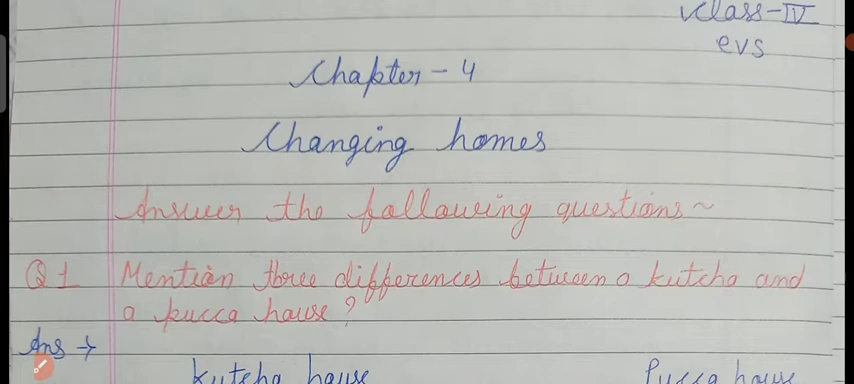 Class-IV
evs
Chapter - 4
Changing homes
Answer the following questions~
Q1 Mention three differences between a kutcha and
a pucca house?
Ans →
kutcha house Pucca house